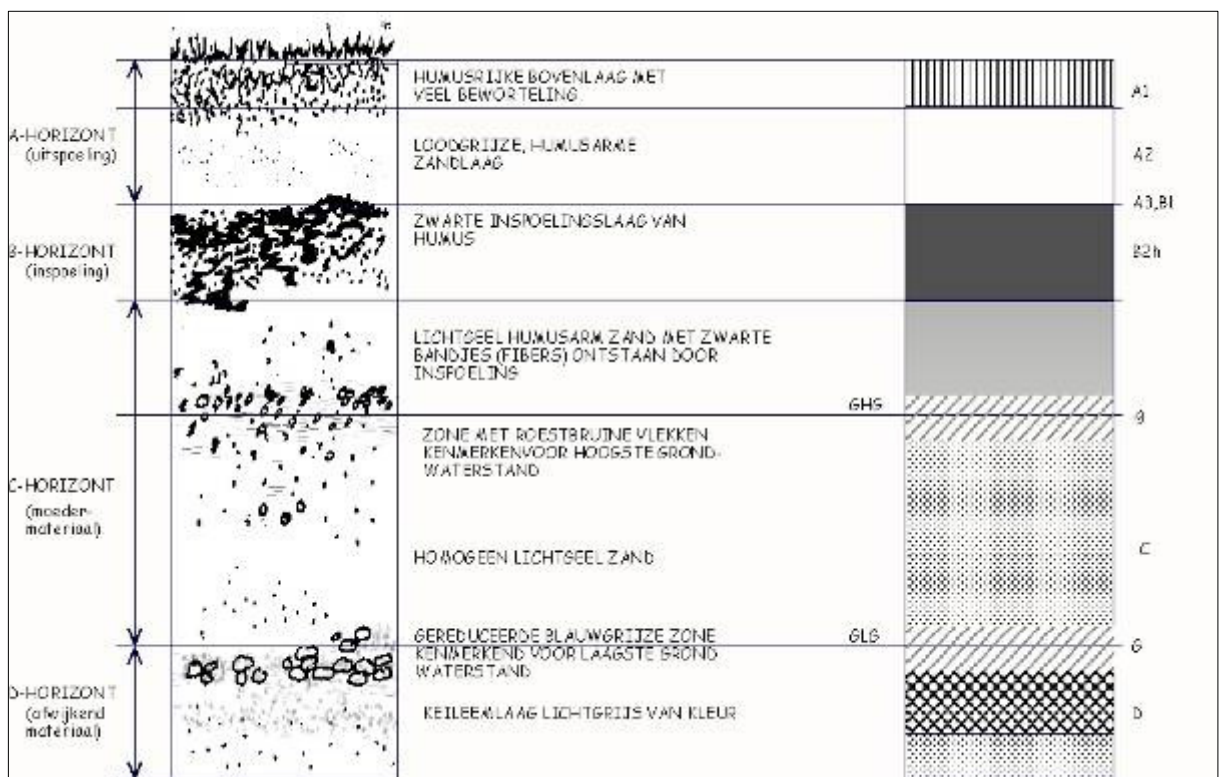 HUMUSRIJKE BOVENLAAG MET
VEEL BEWORTELING
A1
A-HORIZONT
(uitspoeling)
LOODGRIJZE, HUMUSARME
ZANDLAAG
A2
A3,B1
ZWARTE INSPOELINGSLAAG VAN
HUMUS
B-HORIZONT
(inspoeling)
B2h
LICHTGEEL HUMUSARM ZAND MET ZWARTE
BANDJES (FIBERS) ONTSTAAN DOOR
INSPOELING
GHG
g
ZONE MET ROESTBRUINE VLEKKEN
KENMERKENVOOR HOOGSTE GROND-
WATERSTAND
C-HORIZONT
(moeder-
materiaal)
HOMOGEEN LICHTGEEL ZAND
C
GEREDUCEERDE BLAUWGRIJZE ZONE
KENMERKEND VOOR LAAGSTE GROND
WATERSTAND
GLG
G
D-HORIZONT
(afwijkend
materiaal)
KEILEEMLAAG LICHTGRIJS VAN KLEUR
D